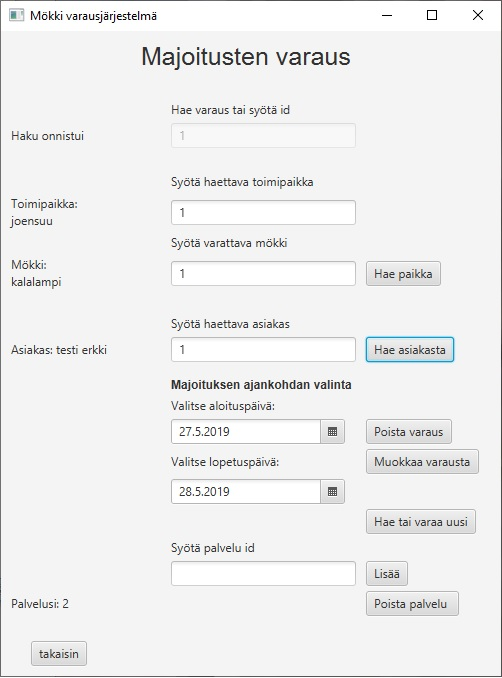 Mökki varausjärjestelmä
Majoitusten varaus
Hae varaus tai syötä id
Haku onnistui
1
Syötä haettava toimipaikka
Toimipaikka:
joensuu
1
Syötä varattava mökki
Mökki:
kalalampi
1
Hae paikka
Syötä haettava asiakas
Asiakas: testi erkki
1
Hae asiakasta
Majoituksen ajankohdan valinta
Valitse aloituspäivä:
27.5.2019
Poista varaus
Valitse lopetuspäivä:
Muokkaa varausta
28.5.2019
Hae tai varaa uusi
Syötä palvelu id
Lisää
Palvelusi: 2
Poista palvelu
takaisin